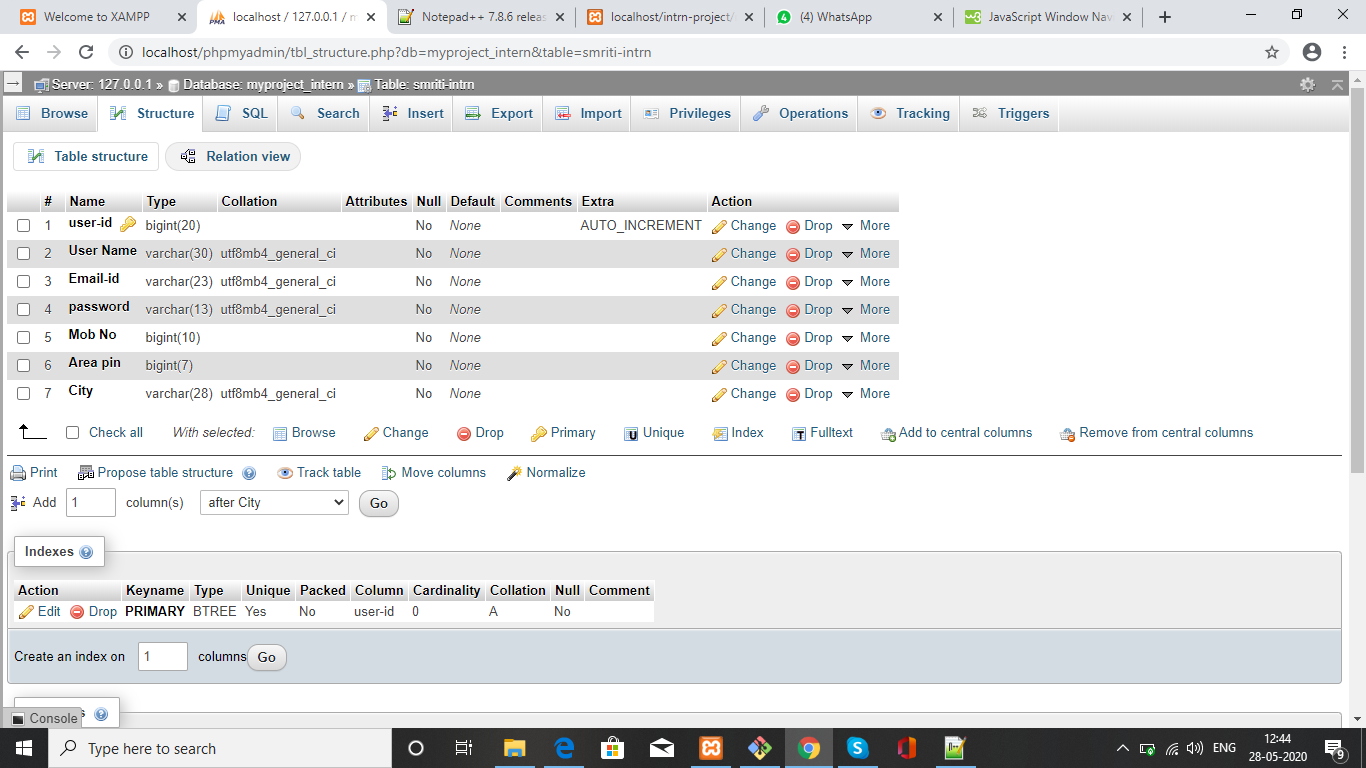 Welcome to XAMPP localhost / 127.0.0.1 / m Notepad++ 7.8.6 releas localhost/intrn-project/ (4) WhatsApp JavaScript Window Nav
localhost/phpmyadmin/tbl_structure.php?db=myproject_intern&table=smriti-intrn
Server: 127.0.0.1 » Database: myproject_intern » Table: smriti-intrn
Browse Structure SQL Search Insert Export Import Privileges Operations Tracking Triggers
Table structure Relation view
# Name Type Collation Attributes Null Default Comments Extra Action
1 user-id bigint(20) No None AUTO_INCREMENT Change Drop More
2 User Name varchar(30) utf8mb4_general_ci No None Change Drop More
3 Email-id varchar(23) utf8mb4_general_ci No None Change Drop More
4 password varchar(13) utf8mb4_general_ci No None Change Drop More
5 Mob No bigint(10) No None Change Drop More
6 Area pin bigint(7) No None Change Drop More
7 City varchar(28) utf8mb4_general_ci No None Change Drop More
Check all With selected: Browse Change Drop Primary Unique Index Fulltext Add to central columns Remove from central columns
Print Propose table structure Track table Move columns Normalize
Add 1 column(s) after City Go
Indexes
Action Keyname Type Unique Packed Column Cardinality Collation Null Comment
Edit Drop PRIMARY BTREE Yes No user-id 0 A No
Create an index on 1 columns Go
Console
Type here to search ENG 12:44
28-05-2020 9